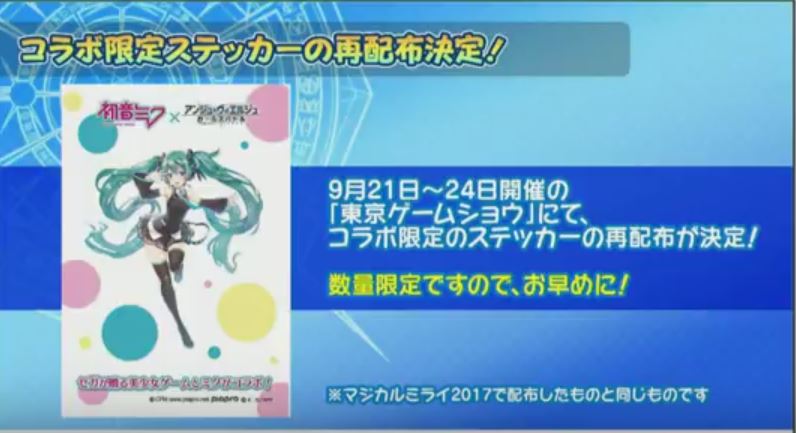 コラボ限定ステッカーの再配布決定！
初音ミク×アンジュ・ヴィエルジュ
ガールズバトル
9月21日～24日開催の
「東京ゲームショウ」にて、
コラボ限定のステッカーの再配布が決定！
数量限定ですので、お早めに！
セガが贈る美少女ゲームとミクがコラボ！
※マジカルミライ2017で配布したものと同じものです